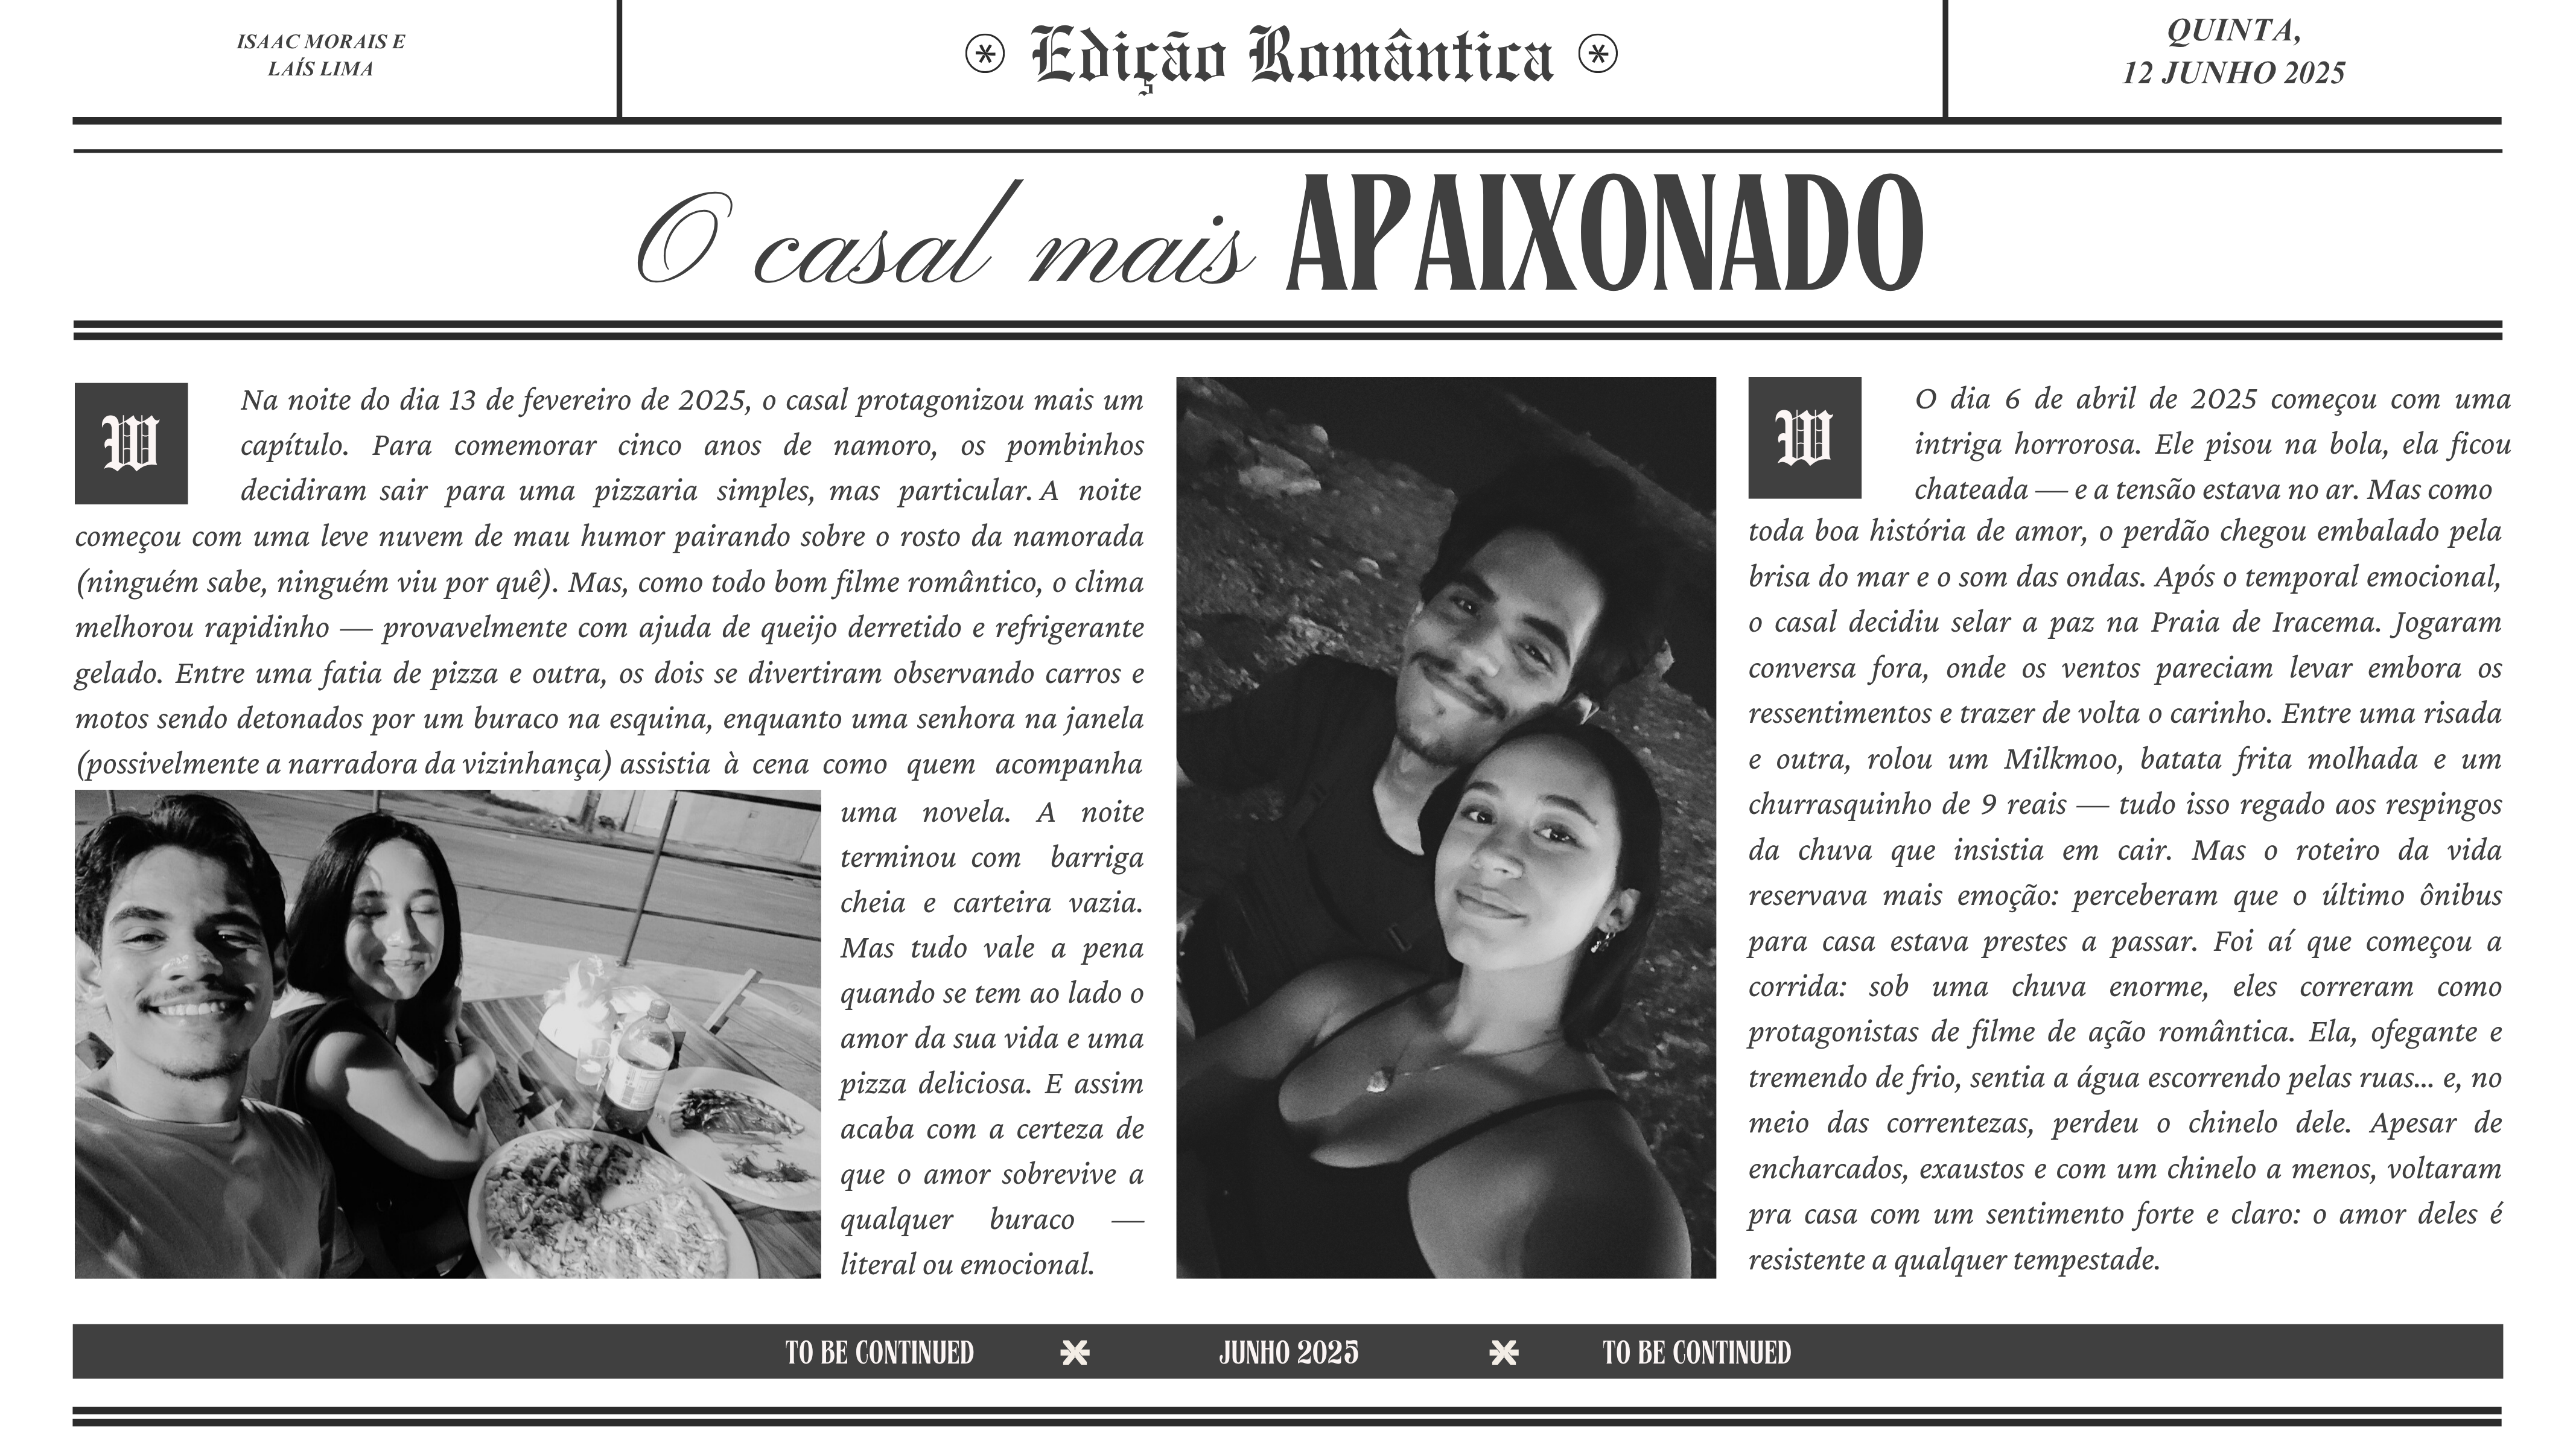 ISAAC MORAIS E
LAÍS LIMA
Edição Romântica
QUINTA,
12 JUNHO 2025
O casal mais APAIXONADO
W
Na noite do dia 13 de fevereiro de 2025, o casal protagonizou mais um
capítulo. Para comemorar cinco anos de namoro, os pombinhos
decidiram sair para uma pizzaria simples, mas particular. A noite
começou com uma leve nuvem de mau humor pairando sobre o rosto da namorada
(ninguém sabe, ninguém viu por quê). Mas, como todo bom filme romântico, o clima
melhorou rapidinho — provavelmente com ajuda de queijo derretido e refrigerante
gelado. Entre uma fatia de pizza e outra, os dois se divertiram observando carros e
motos sendo detonados por um buraco na esquina, enquanto uma senhora na janela
(possivelmente a narradora da vizinhança) assistia à cena como quem acompanha
uma novela. A noite
terminou com barriga
cheia e carteira vazia.
Mas tudo vale a pena
quando se tem ao lado o
amor da sua vida e uma
pizza deliciosa. E assim
acaba com a certeza de
que o amor sobrevive a
qualquer buraco —
literal ou emocional.
W
O dia 6 de abril de 2025 começou com uma
intriga horrorosa. Ele pisou na bola, ela ficou
chateada — e a tensão estava no ar. Mas como
toda boa história de amor, o perdão chegou embalado pela
brisa do mar e o som das ondas. Após o temporal emocional,
o casal decidiu selar a paz na Praia de Iracema. Jogaram
conversa fora, onde os ventos pareciam levar embora os
ressentimentos e trazer de volta o carinho. Entre uma risada
e outra, rolou um Milkmoo, batata frita molhada e um
churrasquinho de 9 reais — tudo isso regado aos respingos
da chuva que insistia em cair. Mas o roteiro da vida
reservava mais emoção: perceberam que o último ônibus
para casa estava prestes a passar. Foi aí que começou a
corrida: sob uma chuva enorme, eles correram como
protagonistas de filme de ação romântica. Ela, ofegante e
tremendo de frio, sentia a água escorrendo pelas ruas... e, no
meio das correntezas, perdeu o chinelo dele. Apesar de
encharcados, exaustos e com um chinelo a menos, voltaram
pra casa com um sentimento forte e claro: o amor deles é
resistente a qualquer tempestade.
TO BE CONTINUED
JUNHO 2025
TO BE CONTINUED